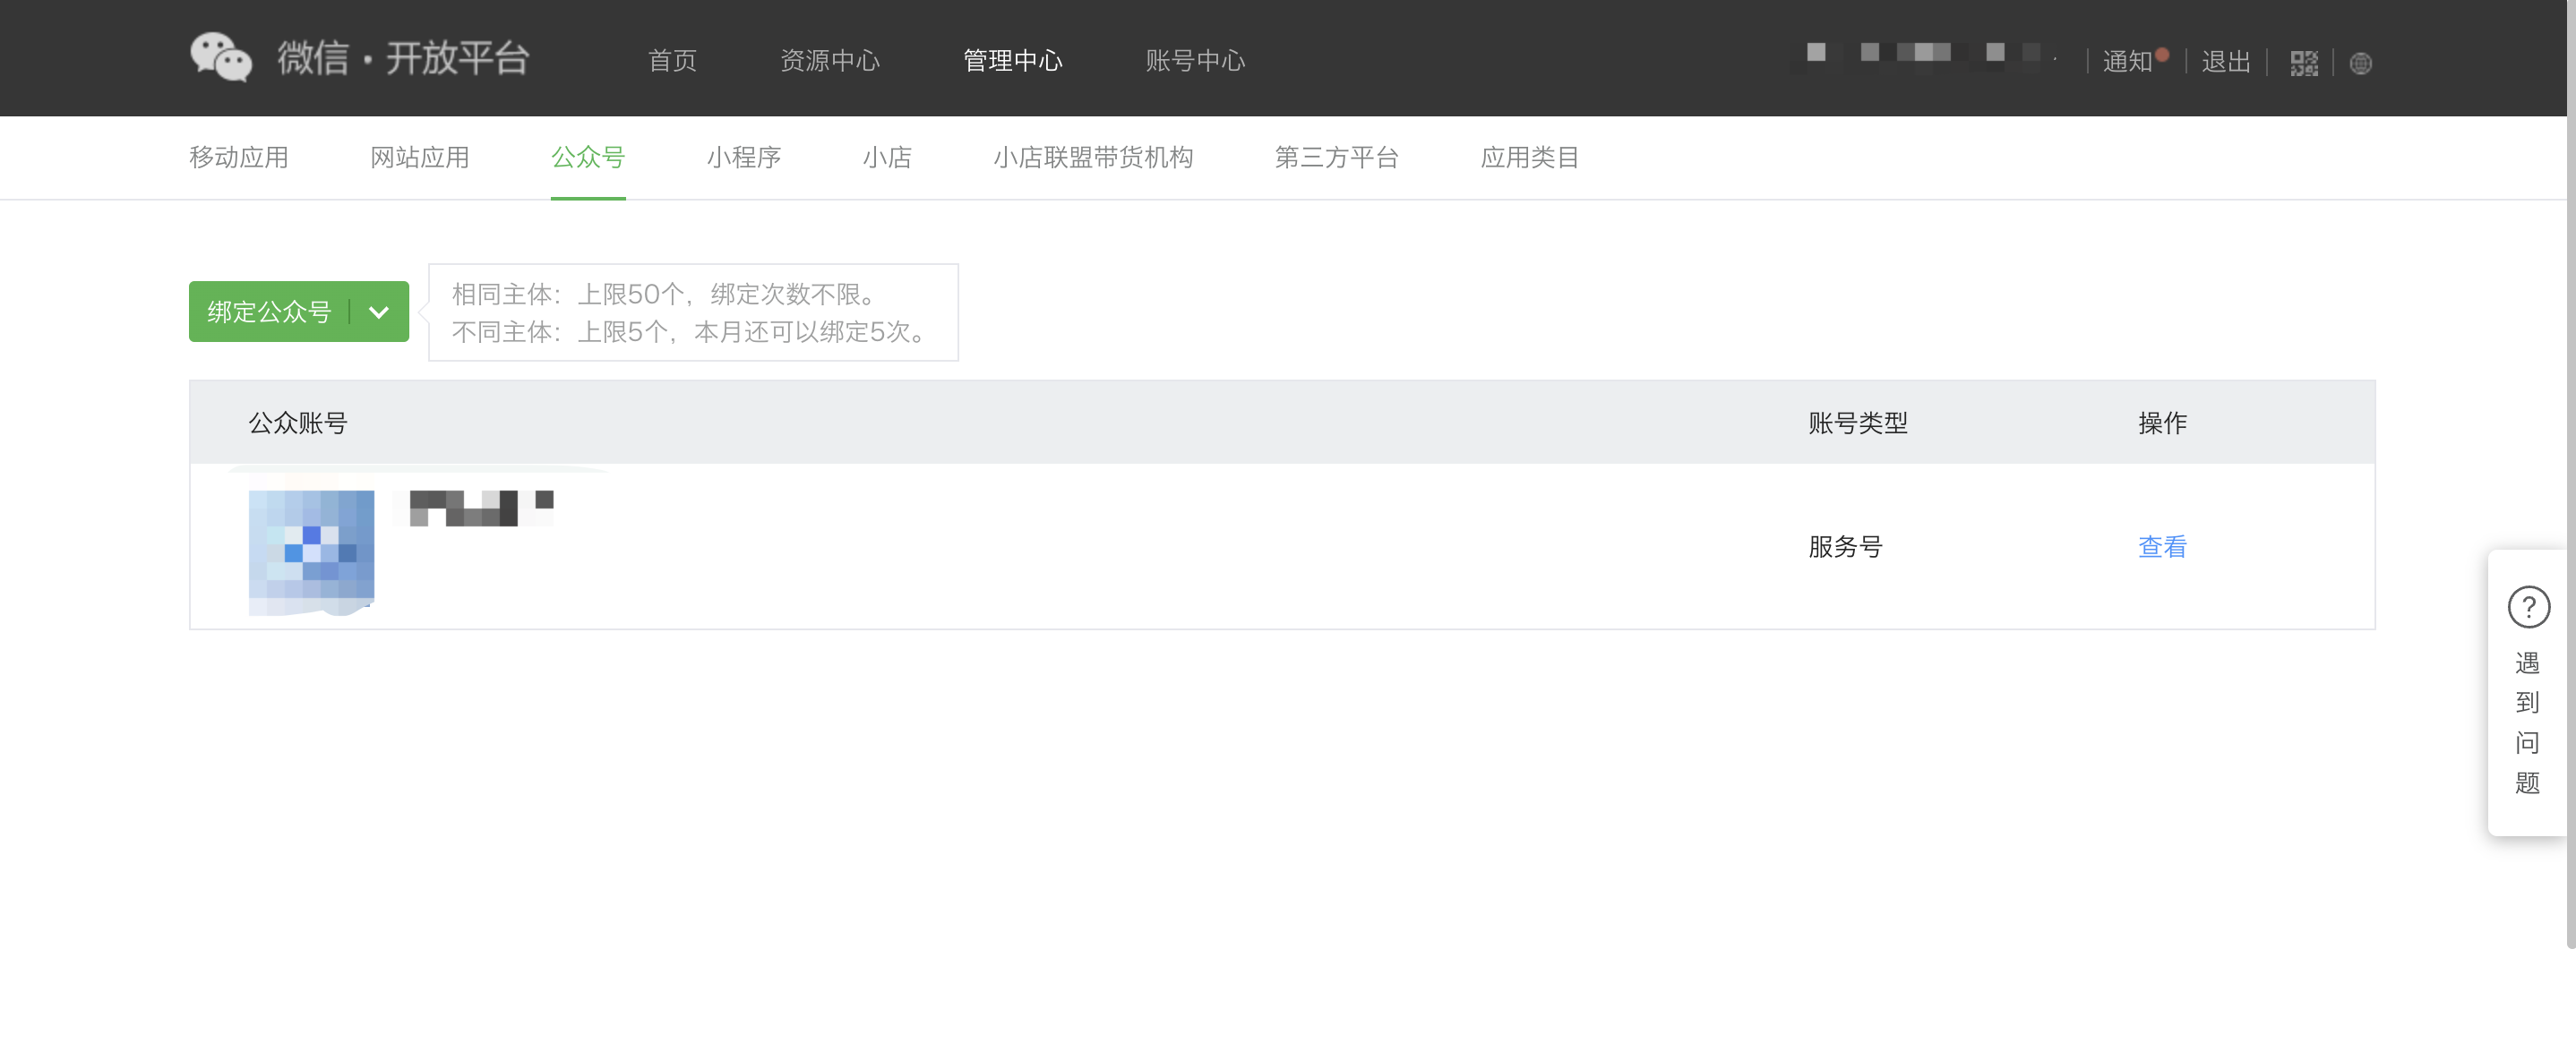 微信·开放平台 首页 资源中心 管理中心 账号中心 通知 退出
移动应用 网站应用 公众号 小程序 小店 小店联盟带货机构 第三方平台 应用类目
绑定公众号
相同主体：上限50个，绑定次数不限。
不同主体：上限5个，本月还可以绑定5次。
公众账号 账号类型 操作
服务号 查看
?
遇
到
问
题